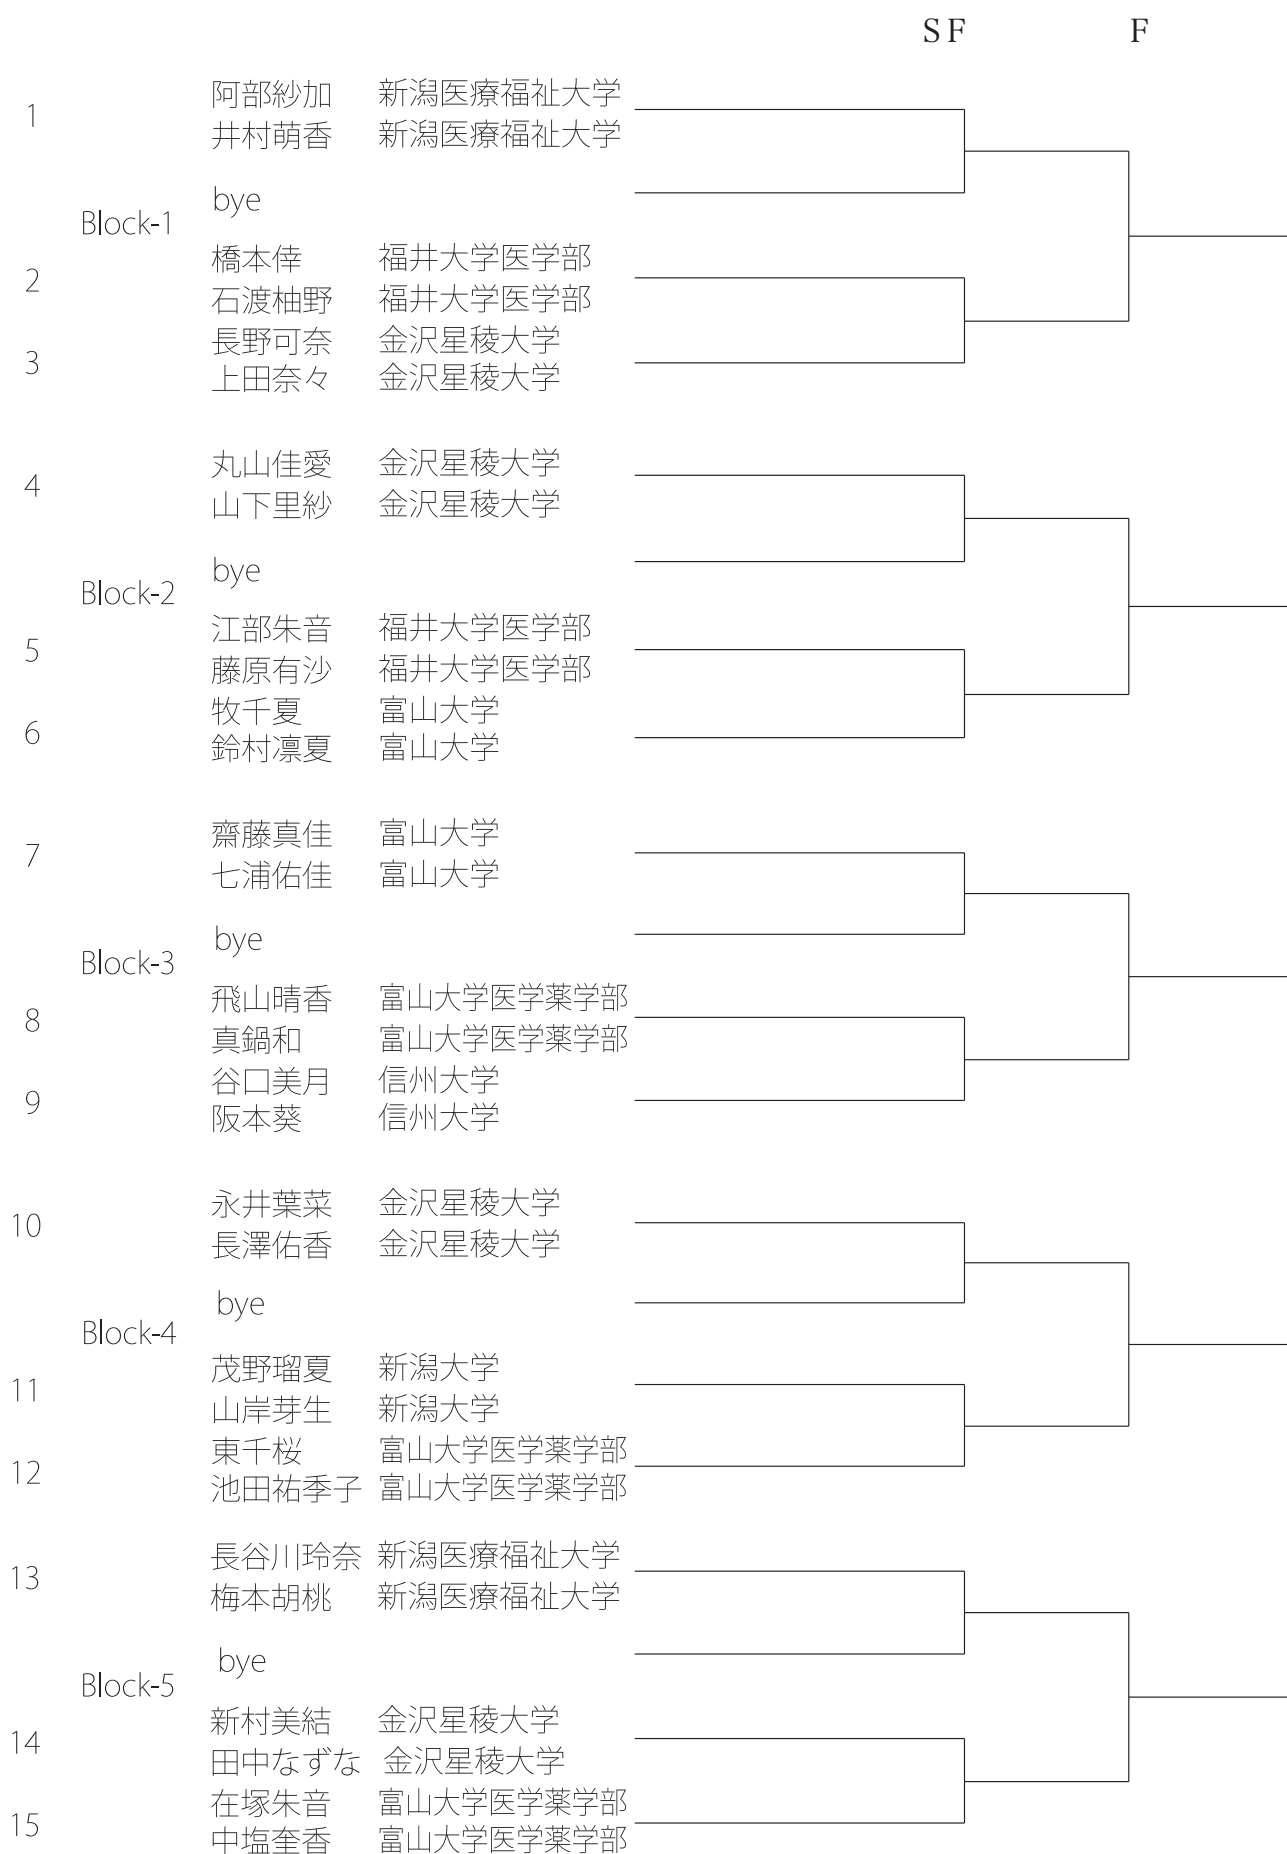 SF F
1
阿部紗加 新潟医療福祉大学
井村萌香 新潟医療福祉大学
bye
Block-1
2
橋本倖 福井大学医学部
石渡柚野 福井大学医学部
3
長野可奈 金沢星稜大学
上田奈々 金沢星稜大学
4
丸山佳愛 金沢星稜大学
山下里紗 金沢星稜大学
bye
Block-2
5
江部朱音 福井大学医学部
藤原有沙 福井大学医学部
6
牧千夏 富山大学
鈴村凛夏 富山大学
7
齋藤真佳 富山大学
七浦佑佳 富山大学
bye
Block-3
8
飛山晴香 富山大学医学薬学部
真鍋和 富山大学医学薬学部
9
谷口美月 信州大学
阪本葵 信州大学
10
永井葉菜 金沢星稜大学
長澤佑香 金沢星稜大学
bye
Block-4
11
茂野瑠夏 新潟大学
山岸芽生 新潟大学
12
東千桜 富山大学医学薬学部
池田祐季子 富山大学医学薬学部
13
長谷川玲奈 新潟医療福祉大学
梅本胡桃 新潟医療福祉大学
bye
Block-5
14
新村美結 金沢星稜大学
田中なずな 金沢星稜大学
15
在塚朱音 富山大学医学薬学部
中塩奎香 富山大学医学薬学部